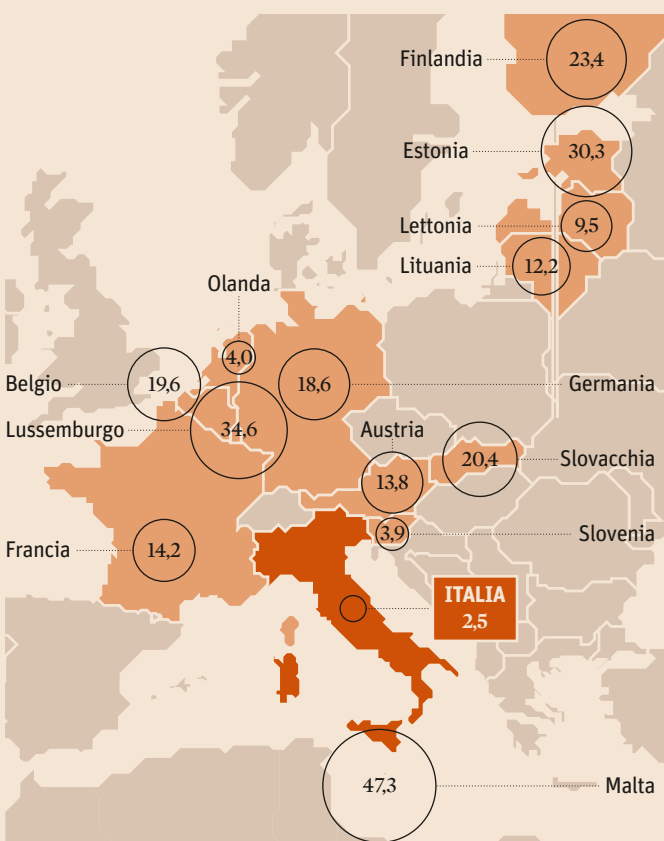 Finlandia 23,4
Estonia 30,3
Lettonia 9,5
Lituania 12,2
Olanda
4,0
Belgio 19,6 18,6 Germania
Lussemburgo 34,6 Austria
20,4 Slovacchia
13,8
3,9 Slovenia
Francia 14,2
ITALIA
2,5
47,3 Malta